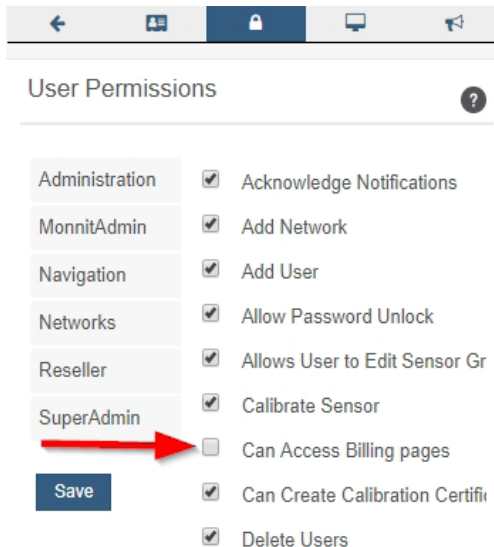 User Permissions
?
Administration
MonnitAdmin
Navigation
Networks
Reseller
SuperAdmin
Save
Acknowledge Notifications
Add Network
Add User
Allow Password Unlock
Allows User to Edit Sensor Gr
Calibrate Sensor
Can Access Billing pages
Can Create Calibration Certifi
Delete Users